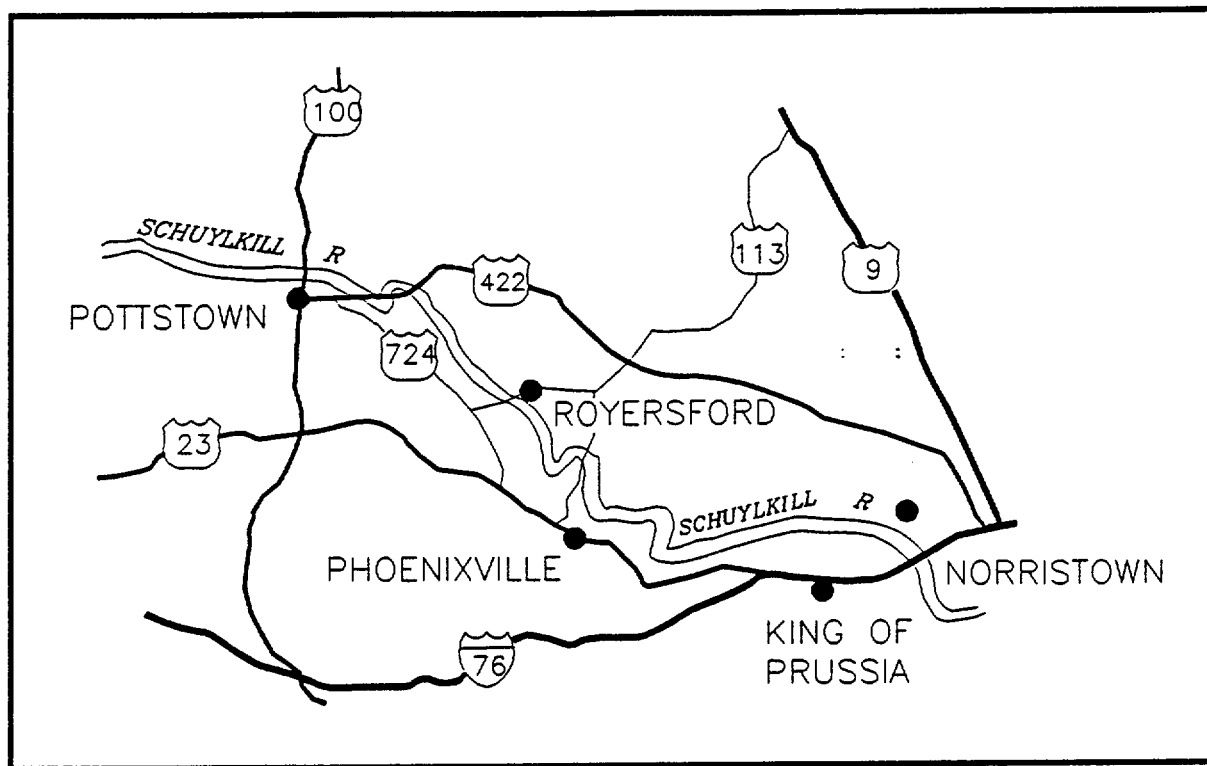 100
SCHUYLKILL R
113
9
422
POTTSTOWN
724
ROYERSFORD
23
SCHUYLKILL R
PHOENIXVILLE
NORRISTOWN
KING OF
PRUSSIA
76